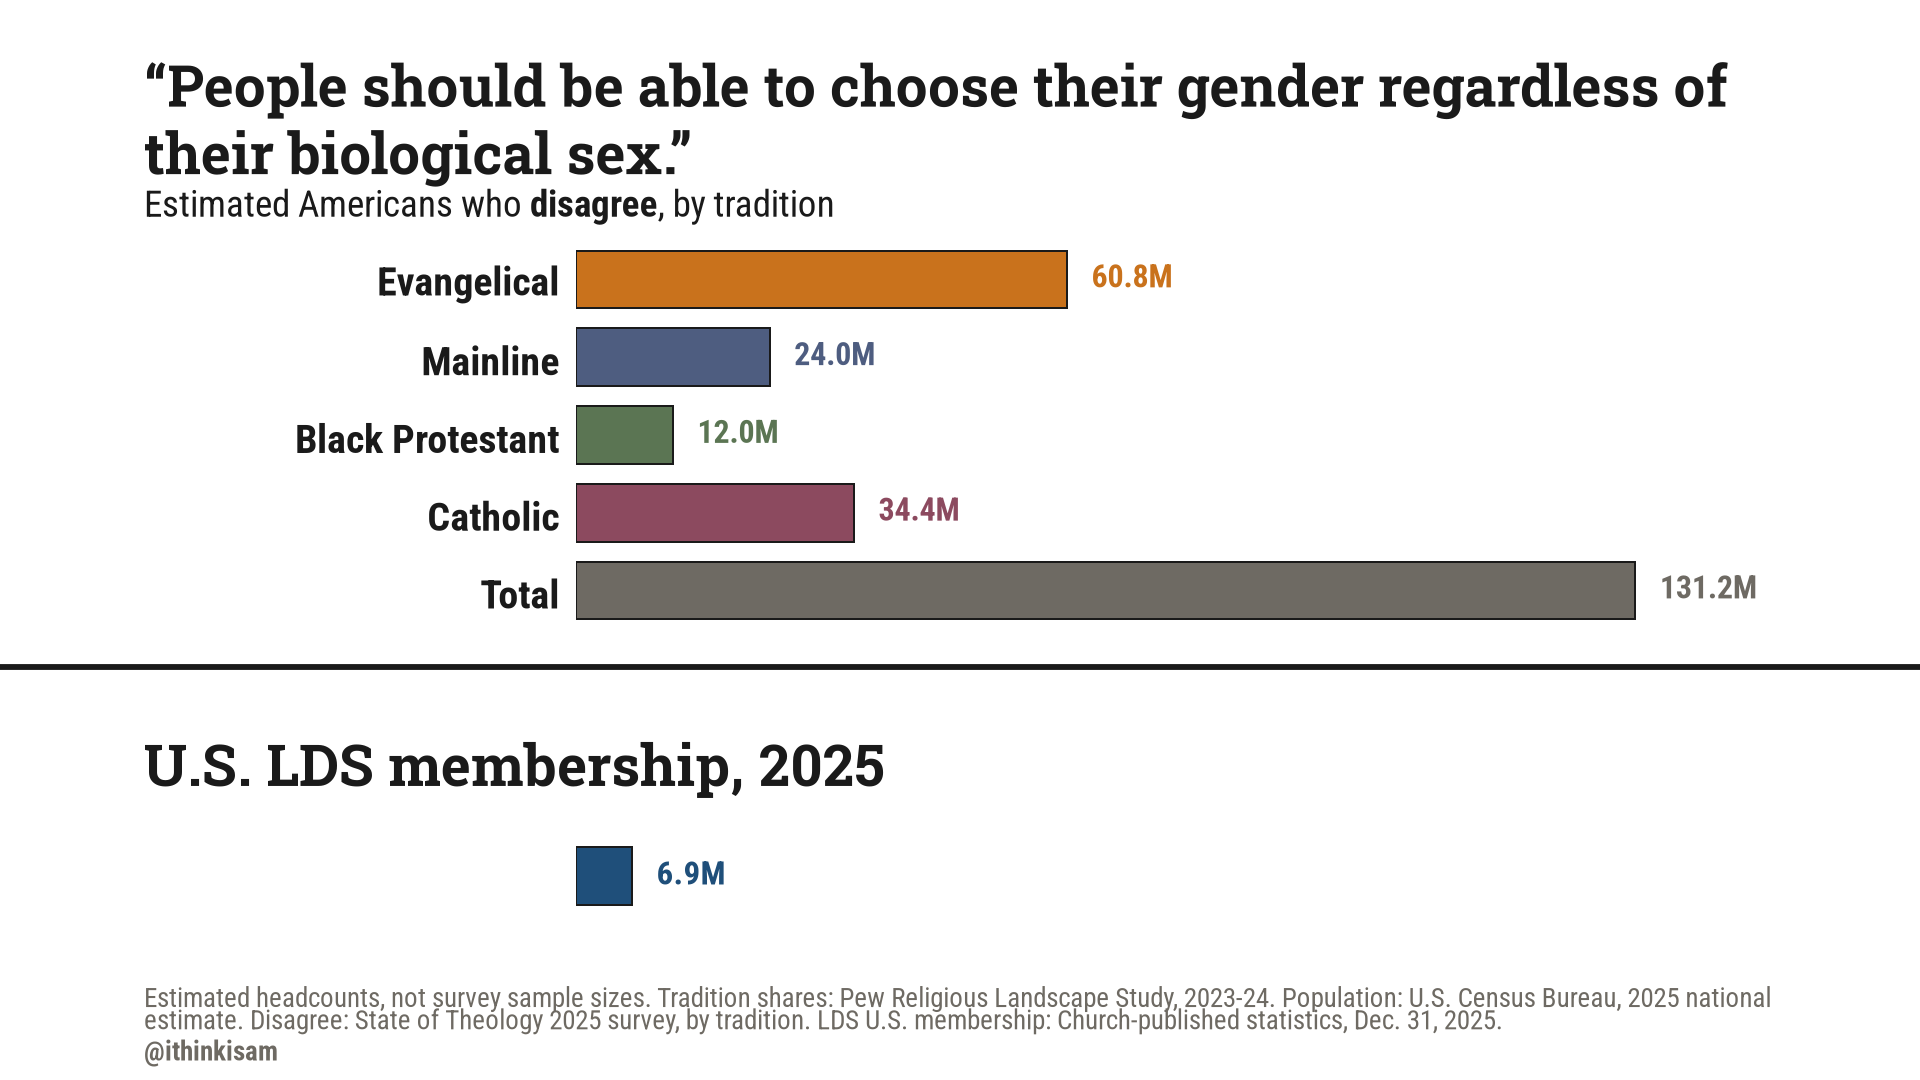 “People should be able to choose their gender regardless of
their biological sex.”
Estimated Americans who disagree, by tradition
Evangelical 60.8M
Mainline 24.0M
Black Protestant 12.0M
Catholic 34.4M
Total 131.2M
U.S. LDS membership, 2025
6.9M
Estimated headcounts, not survey sample sizes. Tradition shares: Pew Religious Landscape Study, 2023-24. Population: U.S. Census Bureau, 2025 national
estimate. Disagree: State of Theology 2025 survey, by tradition. LDS U.S. membership: Church-published statistics, Dec. 31, 2025.
@ithinkisam